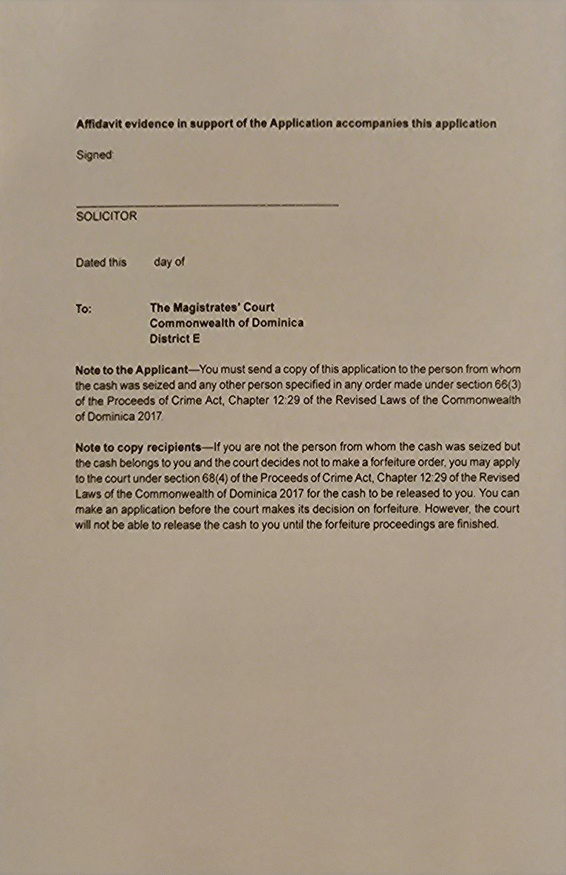 Affidavit evidence in support of the Application accompanies this application
Signed:
SOLICITOR
Dated this day of
To: The Magistrates' Court
Commonwealth of Dominica
District E
Note to the Applicant—You must send a copy of this application to the person from whom
the cash was seized and any other person specified in any order made under section 66(3)
of the Proceeds of Crime Act, Chapter 12:29 of the Revised Laws of the Commonwealth
of Dominica 2017.
Note to copy recipients—If you are not the person from whom the cash was seized but
the cash belongs to you and the court decides not to make a forfeiture order, you may apply
to the court under section 68(4) of the Proceeds of Crime Act, Chapter 12:29 of the Revised
Laws of the Commonwealth of Dominica 2017 for the cash to be released to you. You can
make an application before the court makes its decision on forfeiture. However, the court
will not be able to release the cash to you until the forfeiture proceedings are finished.